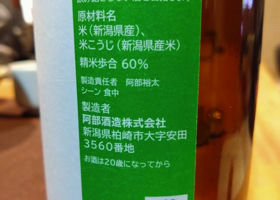 原材料名
米（新潟県産）、
米こうじ（新潟県産米）
精米歩合 60%
製造責任者 阿部裕太
シーン 食中
製造者
阿部酒造株式会社
新潟県柏崎市大字安田
3560番地
お酒は20歳になってから